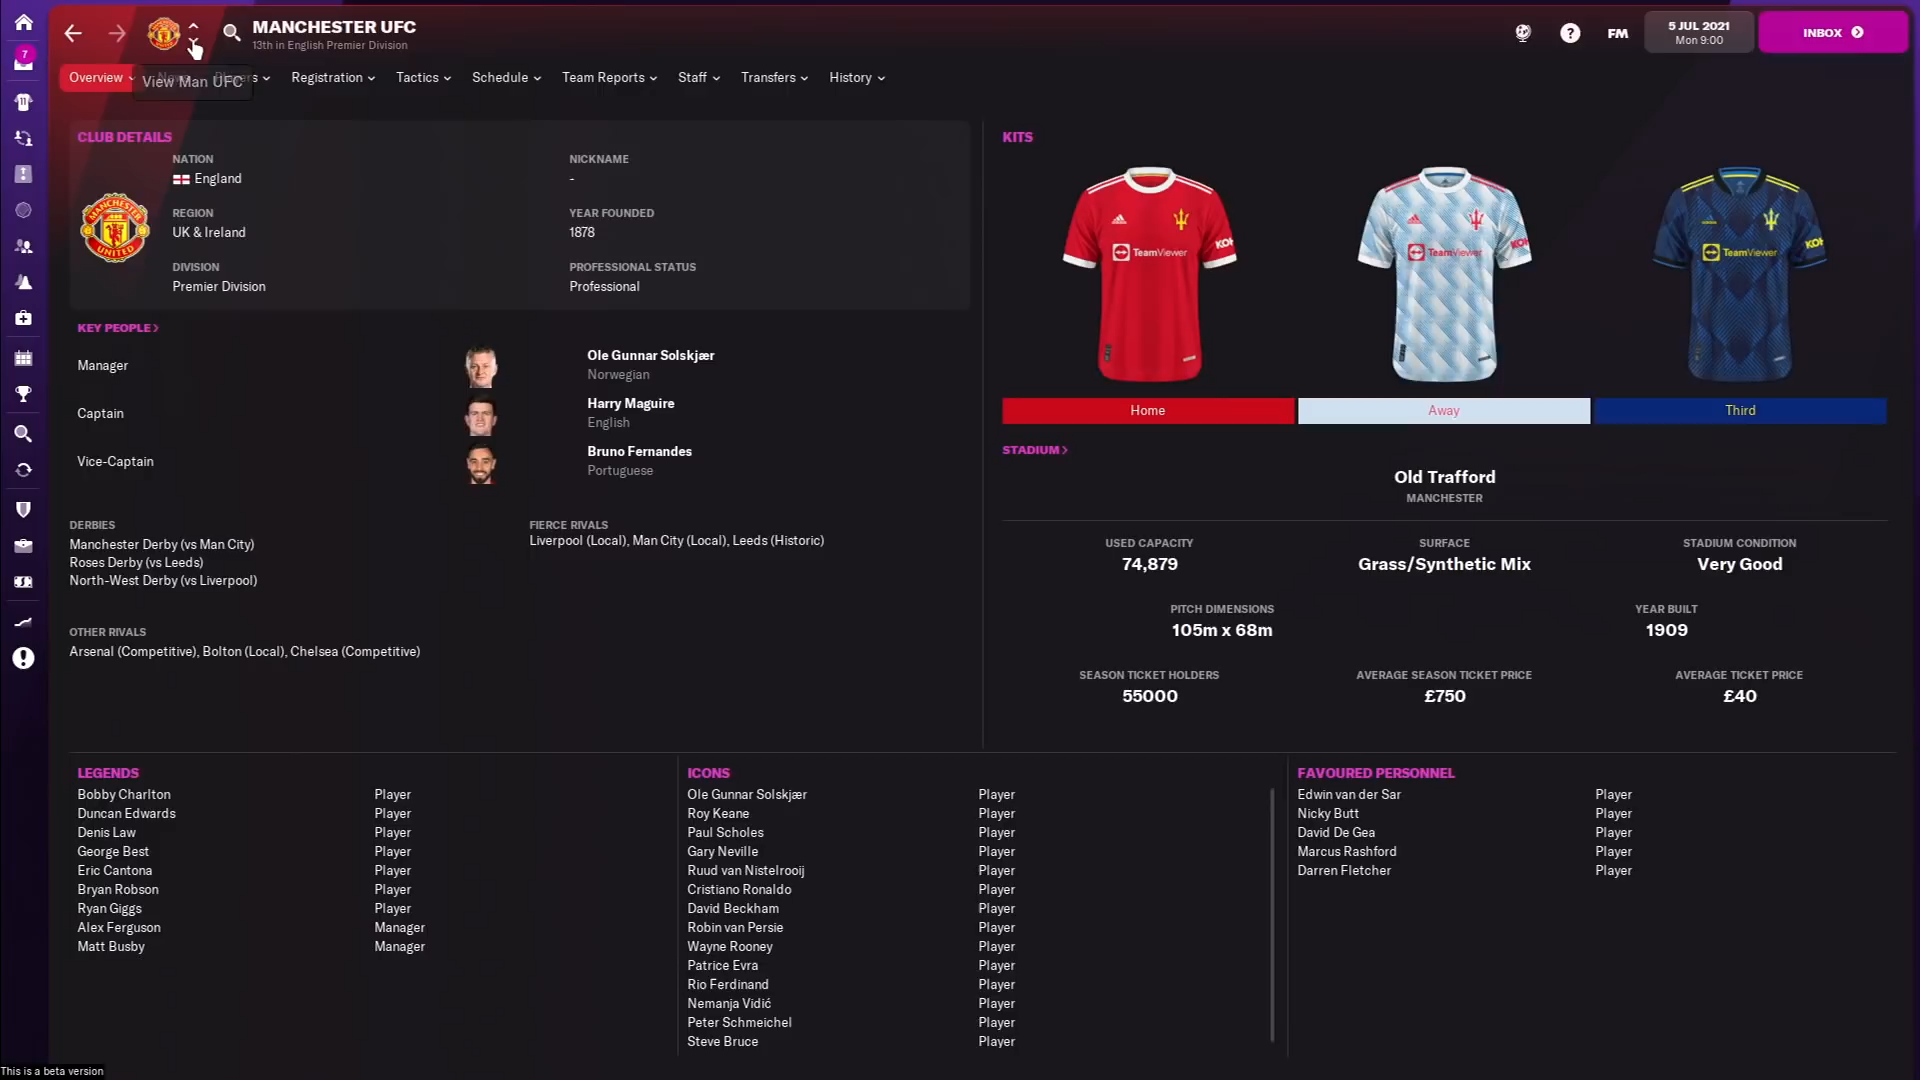 MANCHESTER UFC
13th in English Premier Division
FM
5 JUL 2021
Mon 9:00
INBOX
7
Overview
Registration
Tactics
Schedule
Team Reports
Staff
Transfers
History
View Man UFC
CLUB DETAILS
NATION
England
NICKNAME
-
REGION
UK & Ireland
YEAR FOUNDED
1878
DIVISION
Premier Division
PROFESSIONAL STATUS
Professional
MANCHESTER
UNITED
KEY PEOPLE
Manager
Ole Gunnar Solskjær
Norwegian
Captain
Harry Maguire
English
Vice-Captain
Bruno Fernandes
Portuguese
DERBIES
Manchester Derby (vs Man City)
Roses Derby (vs Leeds)
North-West Derby (vs Liverpool)
FIERCE RIVALS
Liverpool (Local), Man City (Local), Leeds (Historic)
OTHER RIVALS
Arsenal (Competitive), Bolton (Local), Chelsea (Competitive)
KITS
TeamViewer
KOH
TeamViewer
KOH
TeamViewer
KOH
Home
Away
Third
STADIUM
Old Trafford
MANCHESTER
USED CAPACITY
74,879
SURFACE
Grass/Synthetic Mix
STADIUM CONDITION
Very Good
PITCH DIMENSIONS
105m x 68m
YEAR BUILT
1909
SEASON TICKET HOLDERS
55000
AVERAGE SEASON TICKET PRICE
£750
AVERAGE TICKET PRICE
£40
LEGENDS
Bobby Charlton Player
Duncan Edwards Player
Denis Law Player
George Best Player
Eric Cantona Player
Bryan Robson Player
Ryan Giggs Player
Alex Ferguson Manager
Matt Busby Manager
ICONS
Ole Gunnar Solskjær Player
Roy Keane Player
Paul Scholes Player
Gary Neville Player
Ruud van Nistelrooij Player
Cristiano Ronaldo Player
David Beckham Player
Robin van Persie Player
Wayne Rooney Player
Patrice Evra Player
Rio Ferdinand Player
Nemanja Vidić Player
Peter Schmeichel Player
Steve Bruce Player
FAVOURED PERSONNEL
Edwin van der Sar Player
Nicky Butt Player
David De Gea Player
Marcus Rashford Player
Darren Fletcher Player
This is a beta version